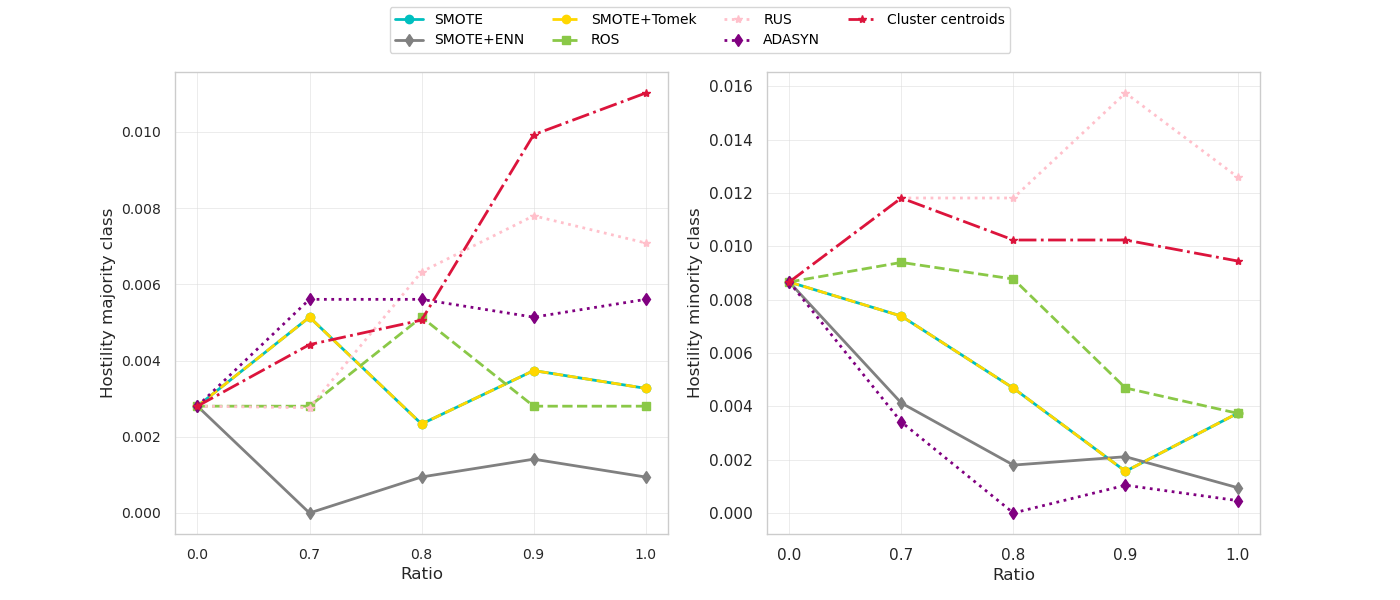 SMOTE SMOTE+Tomek RUS Cluster centroids
SMOTE+ENN ROS ADASYN
Hostility majority class
0.010
0.008
0.006
0.004
0.002
0.000
0.0 0.7 0.8 0.9 1.0
Ratio
Hostility minority class
0.016
0.014
0.012
0.010
0.008
0.006
0.004
0.002
0.000
0.0 0.7 0.8 0.9 1.0
Ratio